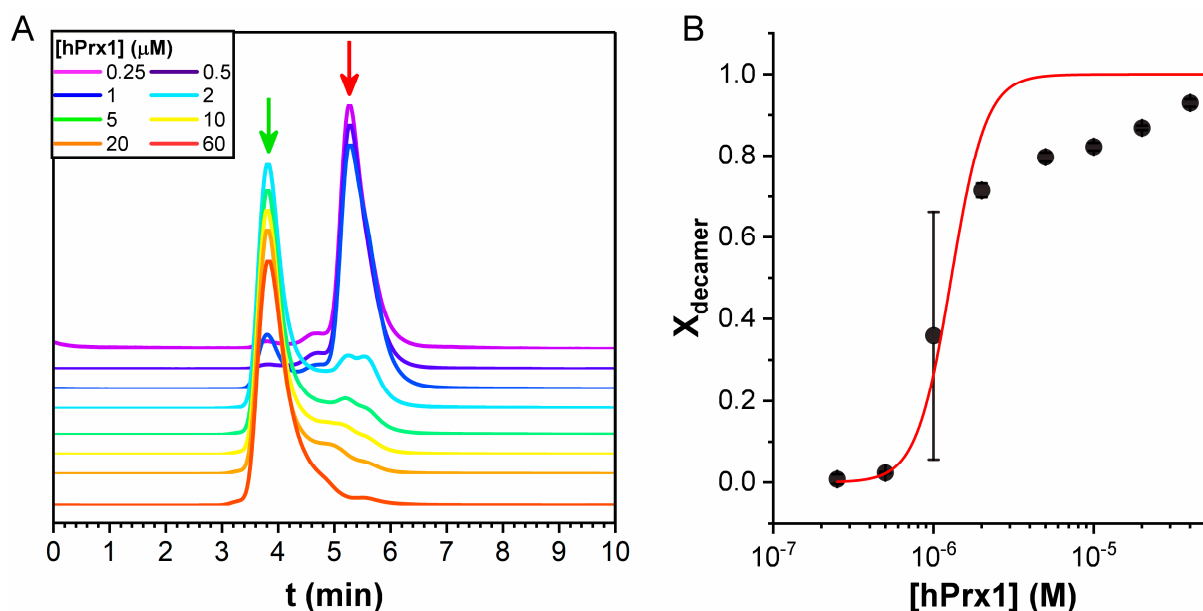 A
[hPrx1] (μM)
0.25 0.5
1 2
5 10
20 60
0 1 2 3 4 5 6 7 8 9 10
t (min)
B
1.0
0.8
0.6
0.4
0.2
0.0
Xdecamer
10-7 10-6 10-5
[hPrx1] (M)